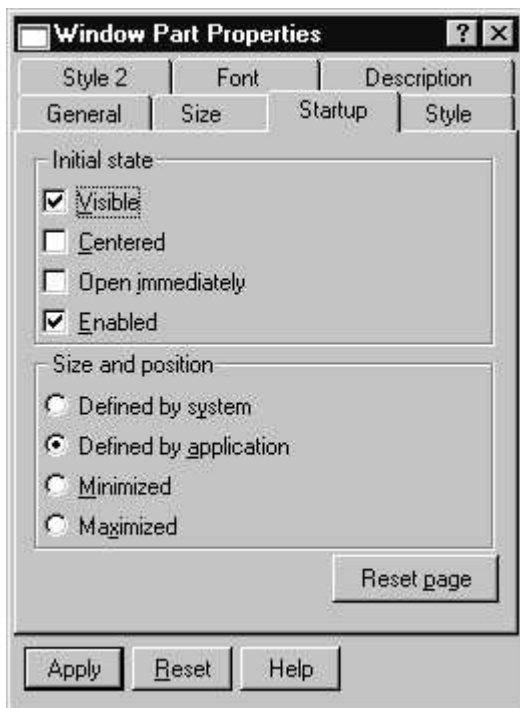 Window Part Properties
Style 2 Font Description
General Size Startup Style
Initial state
Visible
Centered
Open immediately
Enabled
Size and position
Defined by system
Defined by application
Minimized
Maximized
Reset page
Apply Reset Help